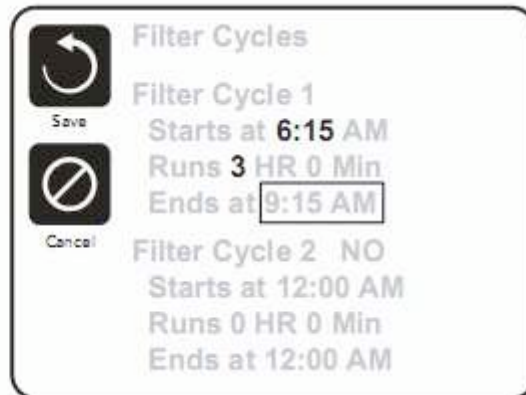 Filter Cycles
Save
Cancel
Filter Cycle 1
Starts at 6:15 AM
Runs 3 HR 0 Min
Ends at 9:15 AM
Filter Cycle 2 NO
Starts at 12:00 AM
Runs 0 HR 0 Min
Ends at 12:00 AM